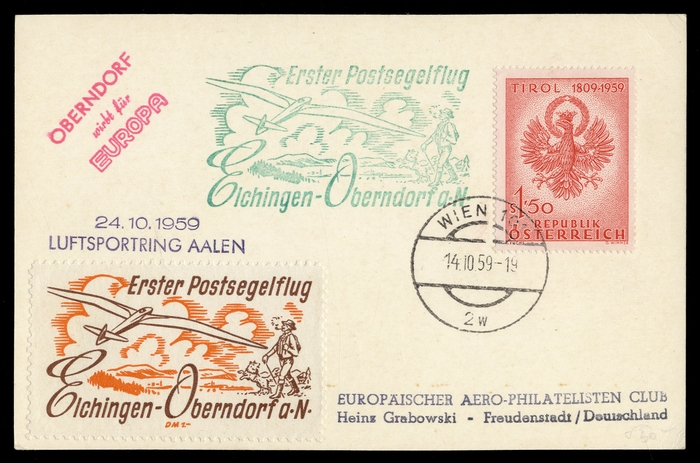 OBERNDORF
wirbt für
EUROPA
Erster Postsegelflug
Elchingen-Oberndorf a·N·
TIROL 1809-1959
S
1,50
REPUBLIK
ÖSTERREICH
24.10.1959
LUFTSPORTRING AALEN
WIEN
14.10.59-19
2w
Erster Postsegelflug
Elchingen-Oberndorf a·N·
DM 1-
EUROPÄISCHER AERO-PHILATELISTEN CLUB
Heinz Grabowski - Freudenstadt/Deutschland